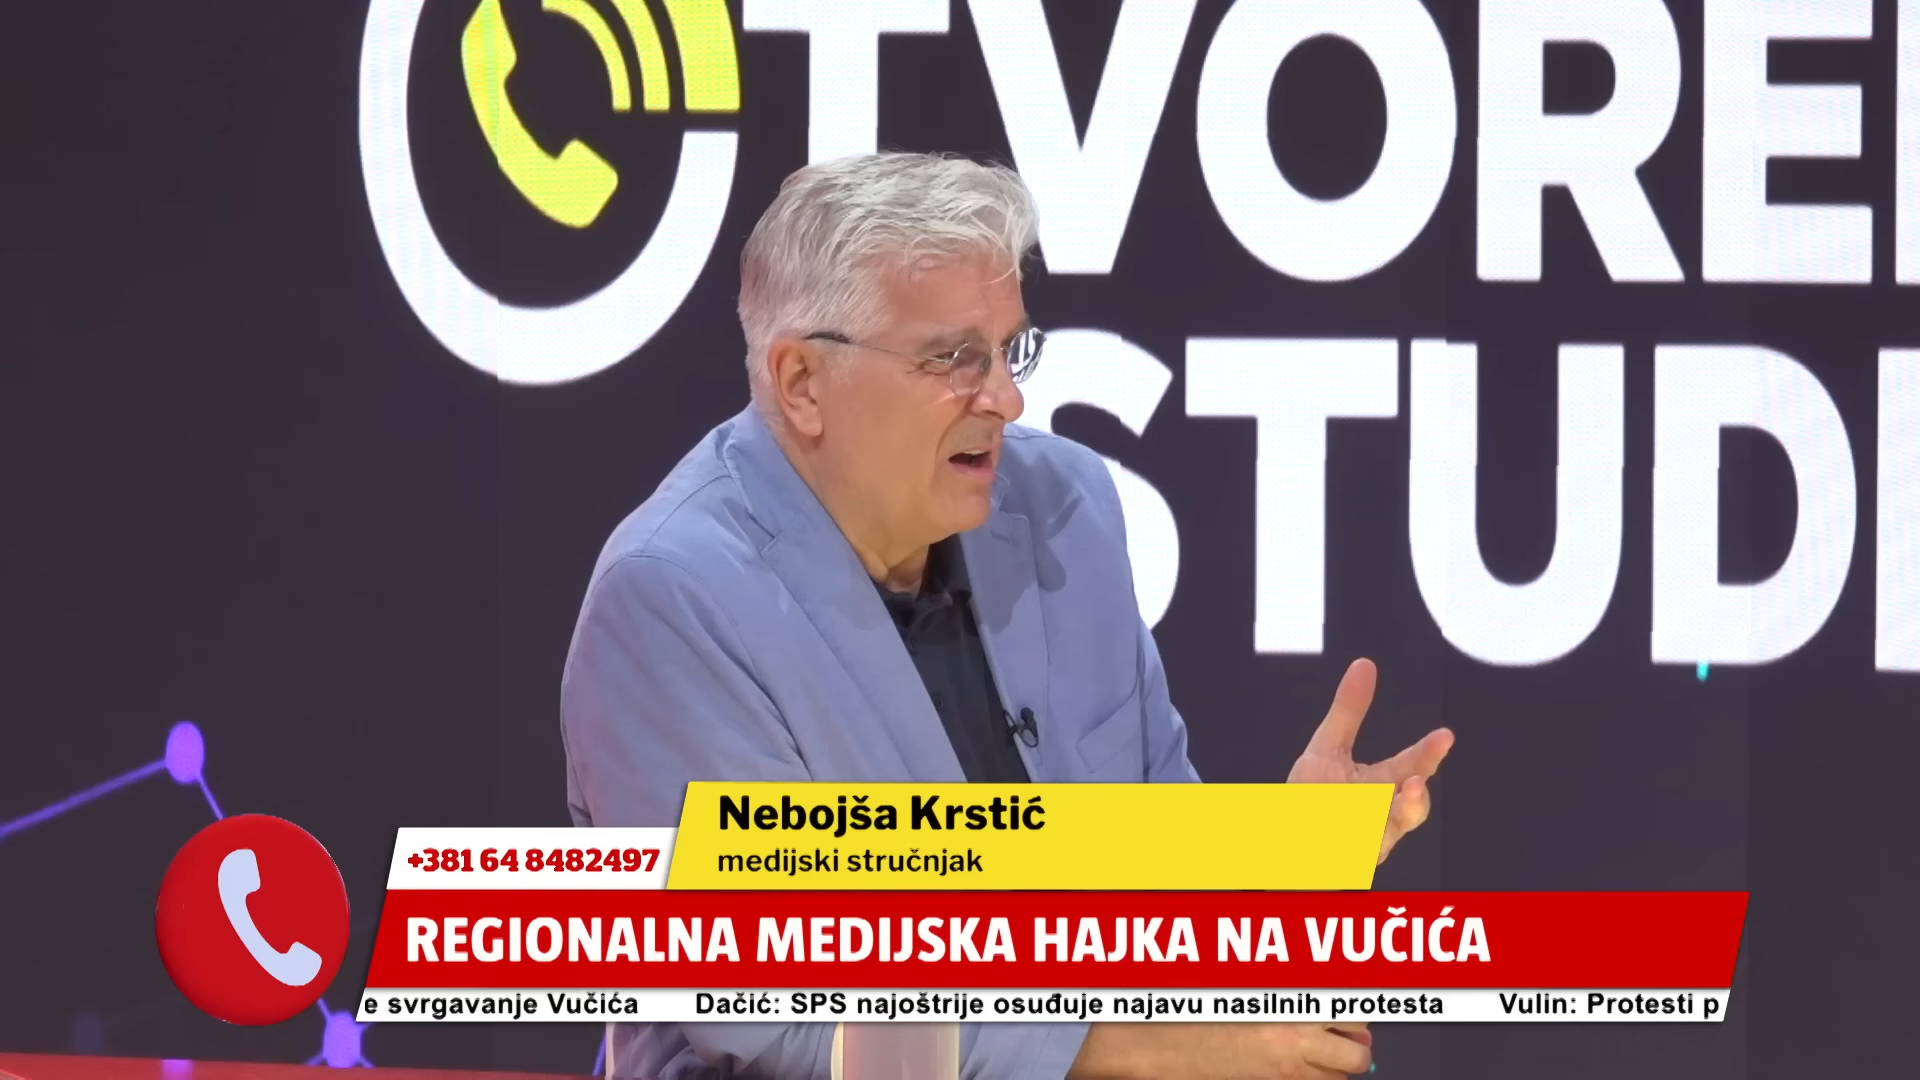 OTVORE
STUD
Nebojša Krstić
medijski stručnjak
+381 64 8482497
REGIONALNA MEDIJSKA HAJKA NA VUČIĆA
e svrgavanje Vučića Dačić: SPS najoštrije osuđuje najavu nasilnih protesta Vulin: Protesti p